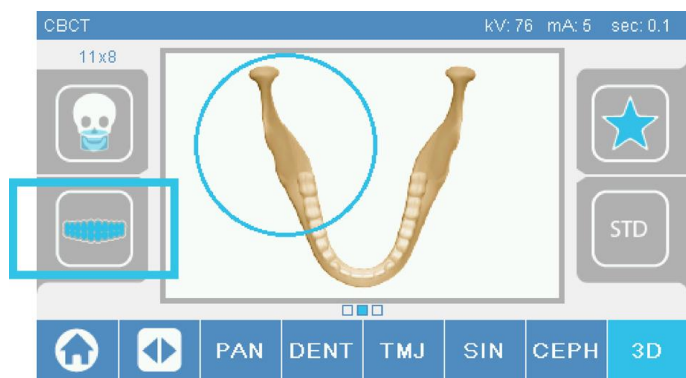 CBCT kV: 76 mA: 5 sec: 0.1
11x8
STD
PAN DENT TMJ SIN CEPH 3D